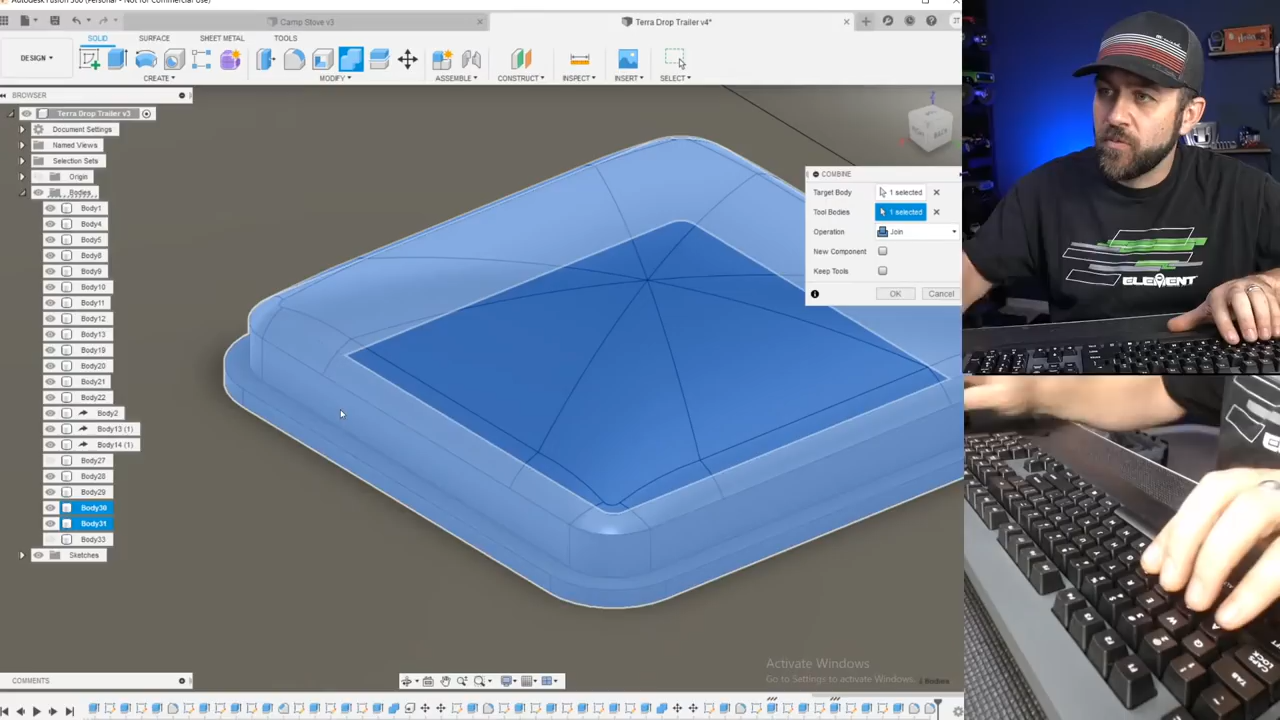 Autodesk Fusion 360 (Personal - Not for Commercial Use)
Camp Stove v3
Terra Drop Trailer v4*
SOLID
SURFACE
SHEET METAL
TOOLS
DESIGN
CREATE
MODIFY
ASSEMBLE
CONSTRUCT
INSPECT
INSERT
SELECT
BROWSER
Terra Drop Trailer v3
Document Settings
Named Views
Selection Sets
Origin
Bodies
Body1
Body4
Body5
Body8
Body9
Body10
Body11
Body12
Body13
Body19
Body20
Body21
Body22
Body2
Body13 (1)
Body14 (1)
Body27
Body28
Body29
Body30
Body31
Body33
Sketches
COMBINE
Target Body
1 selected
Tool Bodies
1 selected
Operation
Join
New Component
Keep Tools
OK
Cancel
BACK
ELEMENT
Activate Windows
Go to Settings to activate Windows.
2 Bodies
COMMENTS